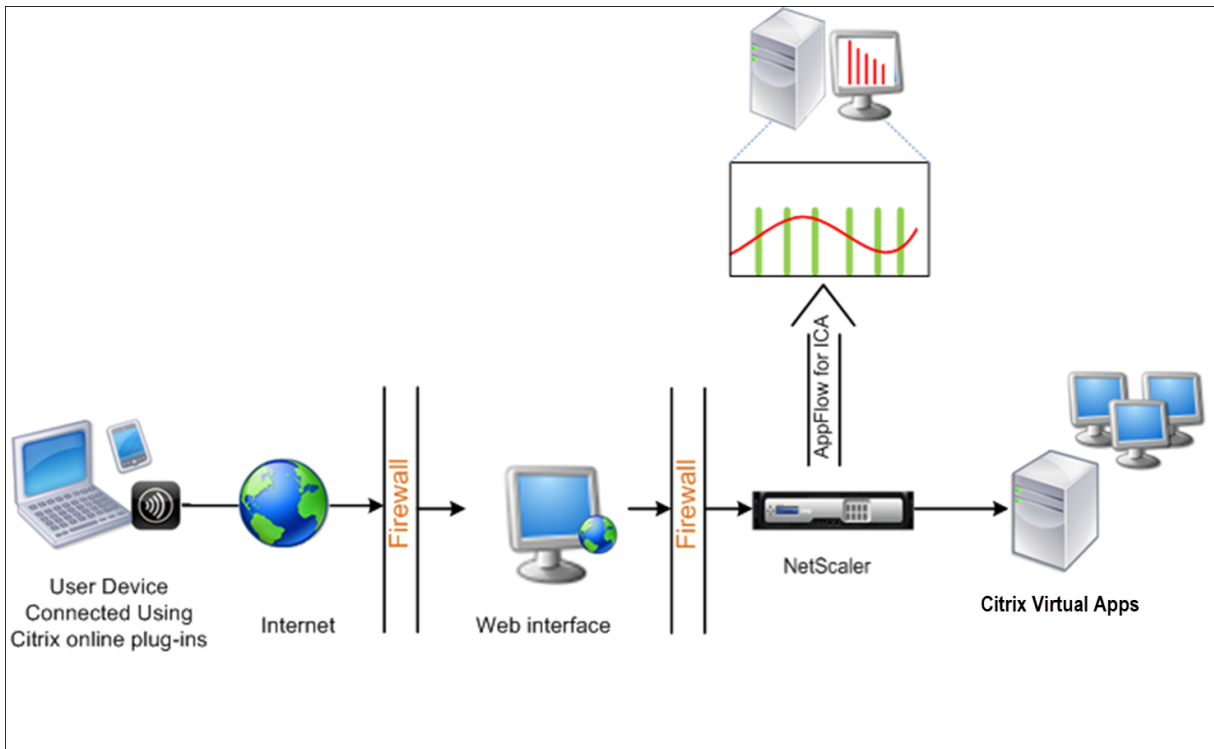 AppFlow for ICA
Firewall
Firewall
User Device
Connected Using
Citrix online plug-ins
Internet
Web interface
NetScaler
Citrix Virtual Apps